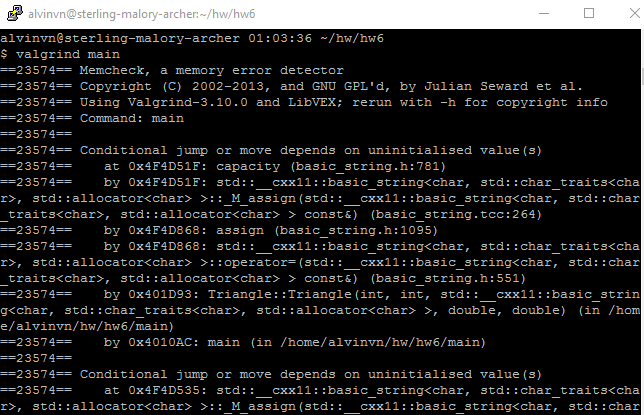 alvinvn@sterling-malory-archer:~/hw/hw6
alvinvn@sterling-malory-archer 01:03:36 ~/hw/hw6
$ valgrind main
==23574== Memcheck, a memory error detector
==23574== Copyright (C) 2002-2013, and GNU GPL'd, by Julian Seward et al.
==23574== Using Valgrind-3.10.0 and LibVEX; rerun with -h for copyright info
==23574== Command: main
==23574==
==23574== Conditional jump or move depends on uninitialised value(s)
==23574==    at 0x4F4D51F: capacity (basic_string.h:781)
==23574==    by 0x4F4D51F: std::__cxx11::basic_string<char, std::char_traits<cha
r>, std::allocator<char> >::_M_assign(std::__cxx11::basic_string<char, std::char
_traits<char>, std::allocator<char> > const&) (basic_string.tcc:264)
==23574==    by 0x4F4D868: assign (basic_string.h:1095)
==23574==    by 0x4F4D868: std::__cxx11::basic_string<char, std::char_traits<cha
r>, std::allocator<char> >::operator=(std::__cxx11::basic_string<char, std::char
_traits<char>, std::allocator<char> > const&) (basic_string.h:551)
==23574==    by 0x401D93: Triangle::Triangle(int, int, std::__cxx11::basic_strin
g<char, std::char_traits<char>, std::allocator<char> >, double, double) (in /hom
e/alvinvn/hw/hw6/main)
==23574==    by 0x4010AC: main (in /home/alvinvn/hw/hw6/main)
==23574==
==23574== Conditional jump or move depends on uninitialised value(s)
==23574==    at 0x4F4D535: std::__cxx11::basic_string<char, std::char_traits<cha
r>, std::allocator<char> >::_M_assign(std::__cxx11::basic_string<char, std::char